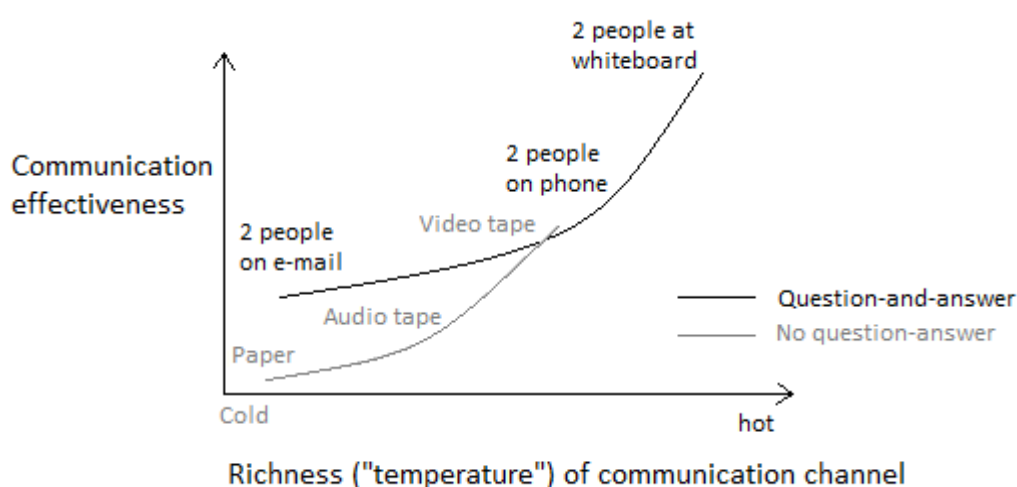 2 people at
whiteboard
Communication
effectiveness
2 people
on phone
Video tape
2 people
on e-mail
Audio tape
Paper
Question-and-answer
No question-answer
Cold
hot
Richness ("temperature") of communication channel